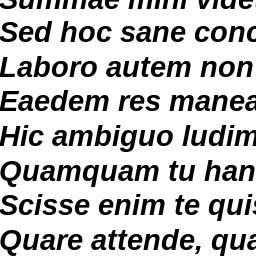 Summae mihi vide
Sed hoc sane conc
Laboro autem non
Eaedem res manea
Hic ambiguo ludim
Quamquam tu han
Scisse enim te quis
Quare attende, qua